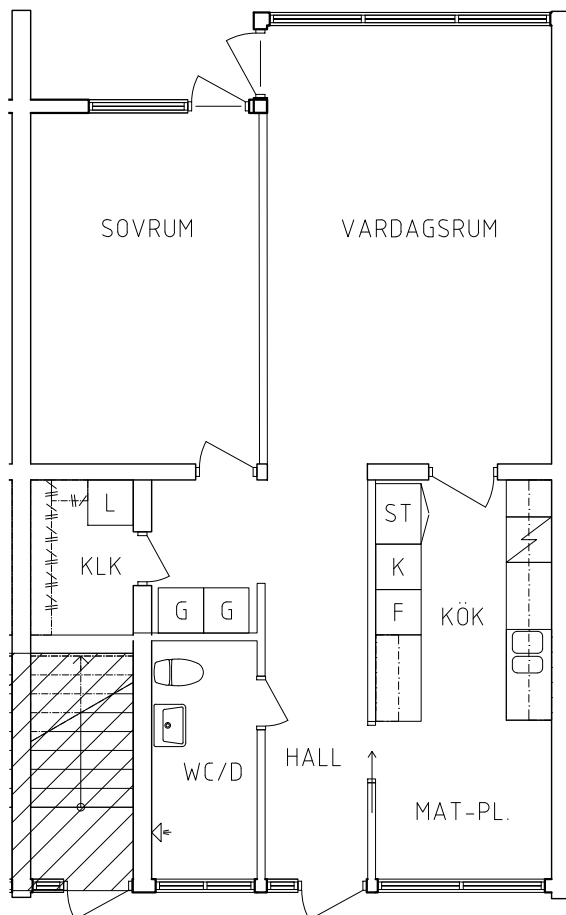 SOVRUM
VARDAGSRUM
L
ST
KLK
K
G
G
F
KÖK
WC/D
HALL
MAT-PL.